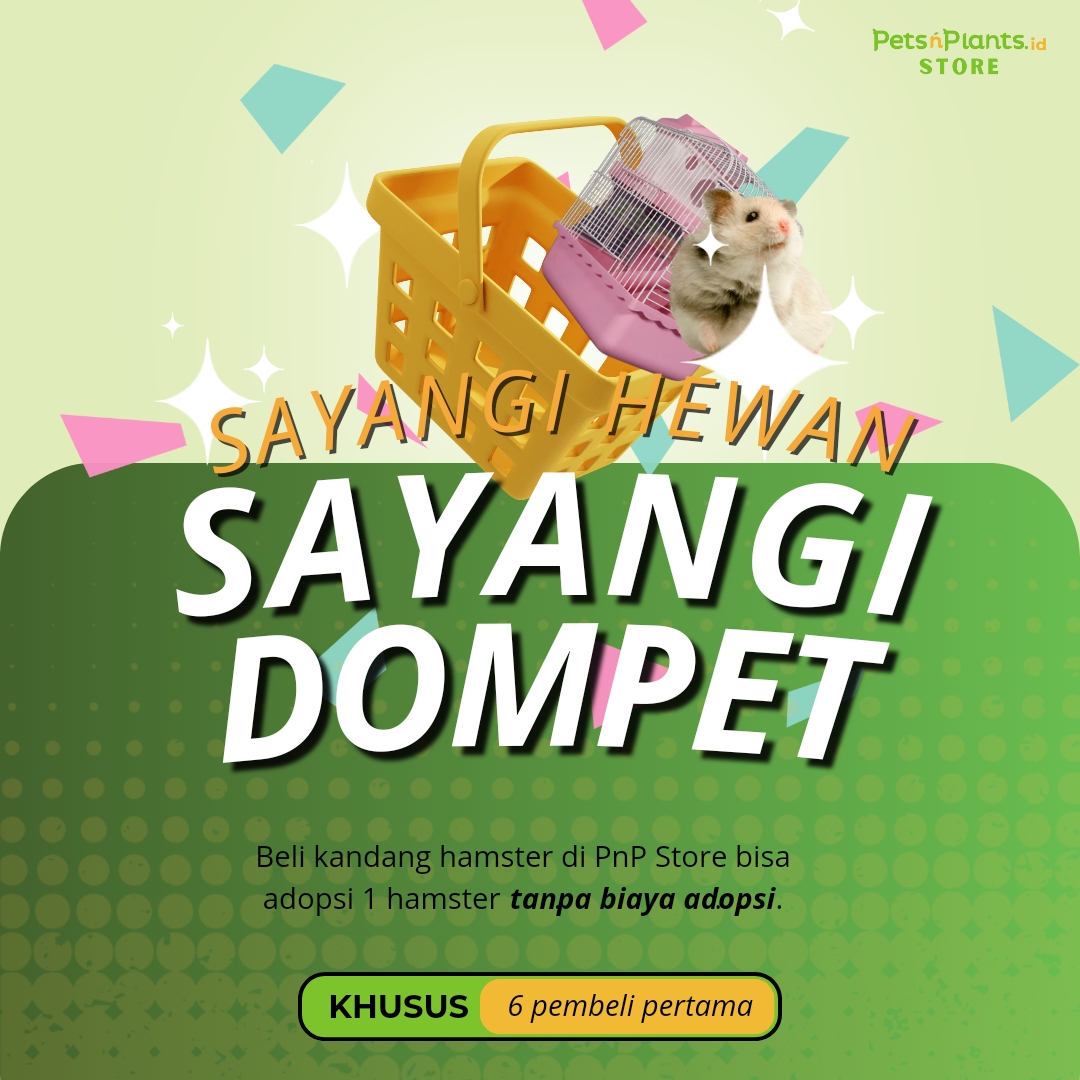 PetsńPlants.id
STORE
SAYANGI HEWAN
SAYANGI
DOMPET
Beli kandang hamster di PnP Store bisa
adopsi 1 hamster tanpa biaya adopsi.
KHUSUS 6 pembeli pertama